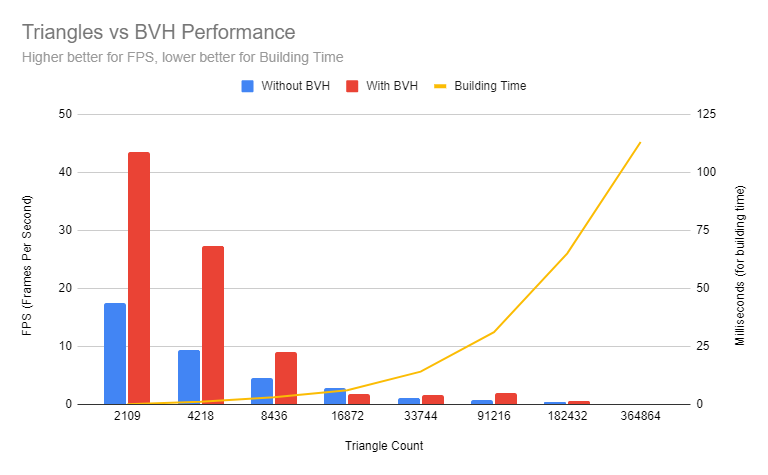 Triangles vs BVH Performance
Higher better for FPS, lower better for Building Time
Without BVH With BVH Building Time
50 125
40 100
30 75
20 50
10 25
0 0
FPS (Frames Per Second)
Milliseconds (for building time)
2109 4218 8436 16872 33744 91216 182432 364864
Triangle Count